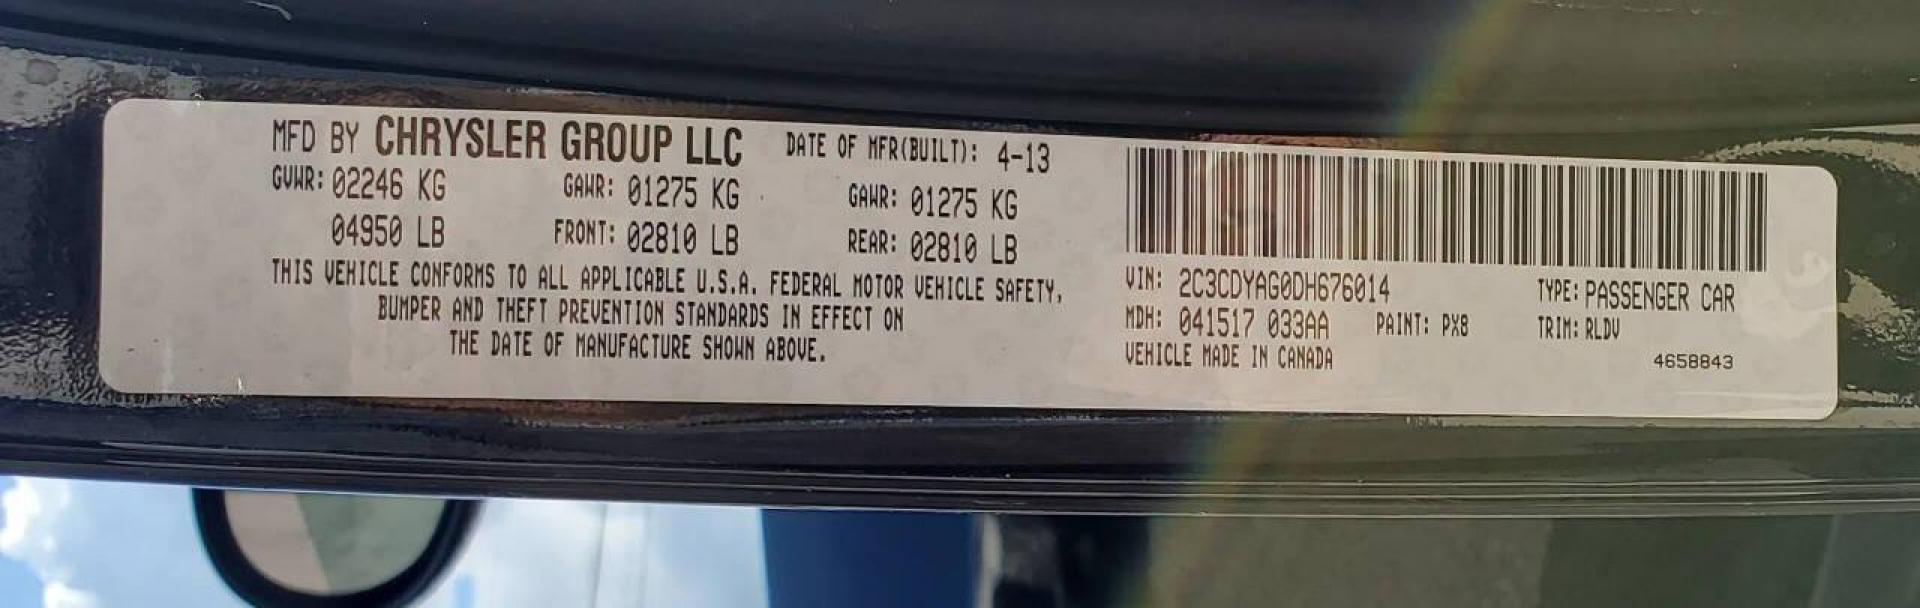 MFD BY CHRYSLER GROUP LLC DATE OF MFR(BUILT): 4-13
GVWR: 02246 KG GAWR: 01275 KG GAWR: 01275 KG
04950 LB FRONT: 02810 LB REAR: 02810 LB
THIS VEHICLE CONFORMS TO ALL APPLICABLE U.S.A. FEDERAL MOTOR VEHICLE SAFETY,
BUMPER AND THEFT PREVENTION STANDARDS IN EFFECT ON
THE DATE OF MANUFACTURE SHOWN ABOVE.
VIN: 2C3CDYAG0DH676014 TYPE: PASSENGER CAR
MDH: 041517 033AA PAINT: PX8 TRIM: RLDV
VEHICLE MADE IN CANADA 4658843